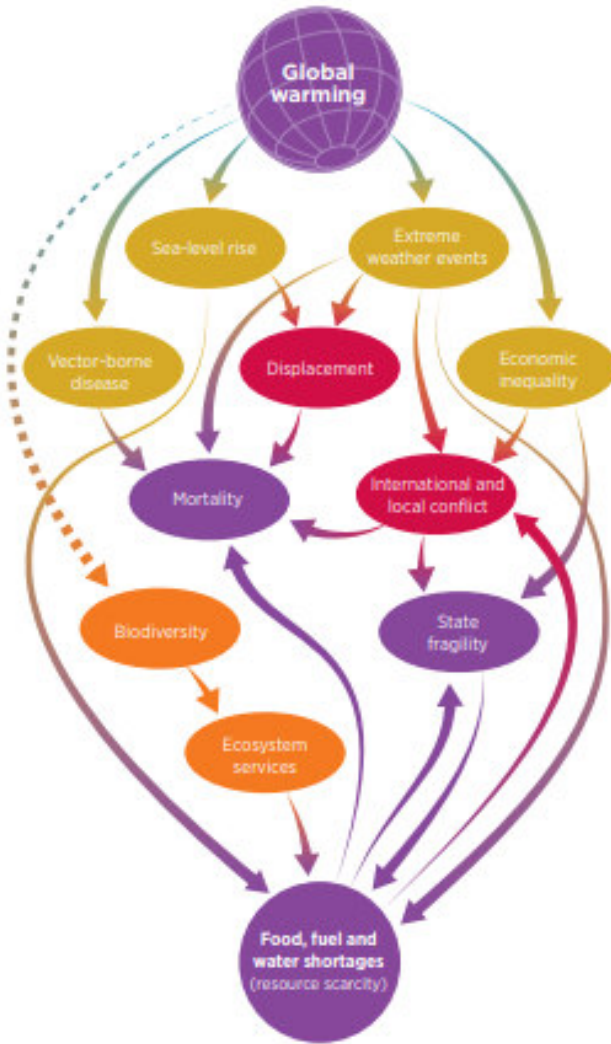 Global
warming
Sea-level rise
Extreme
weather events
Vector-borne
disease
Displacement
Economic
inequality
Mortality
International and
local conflict
Biodiversity
State
fragility
Ecosystem
services
Food, fuel and
water shortages
(resource scarcity)